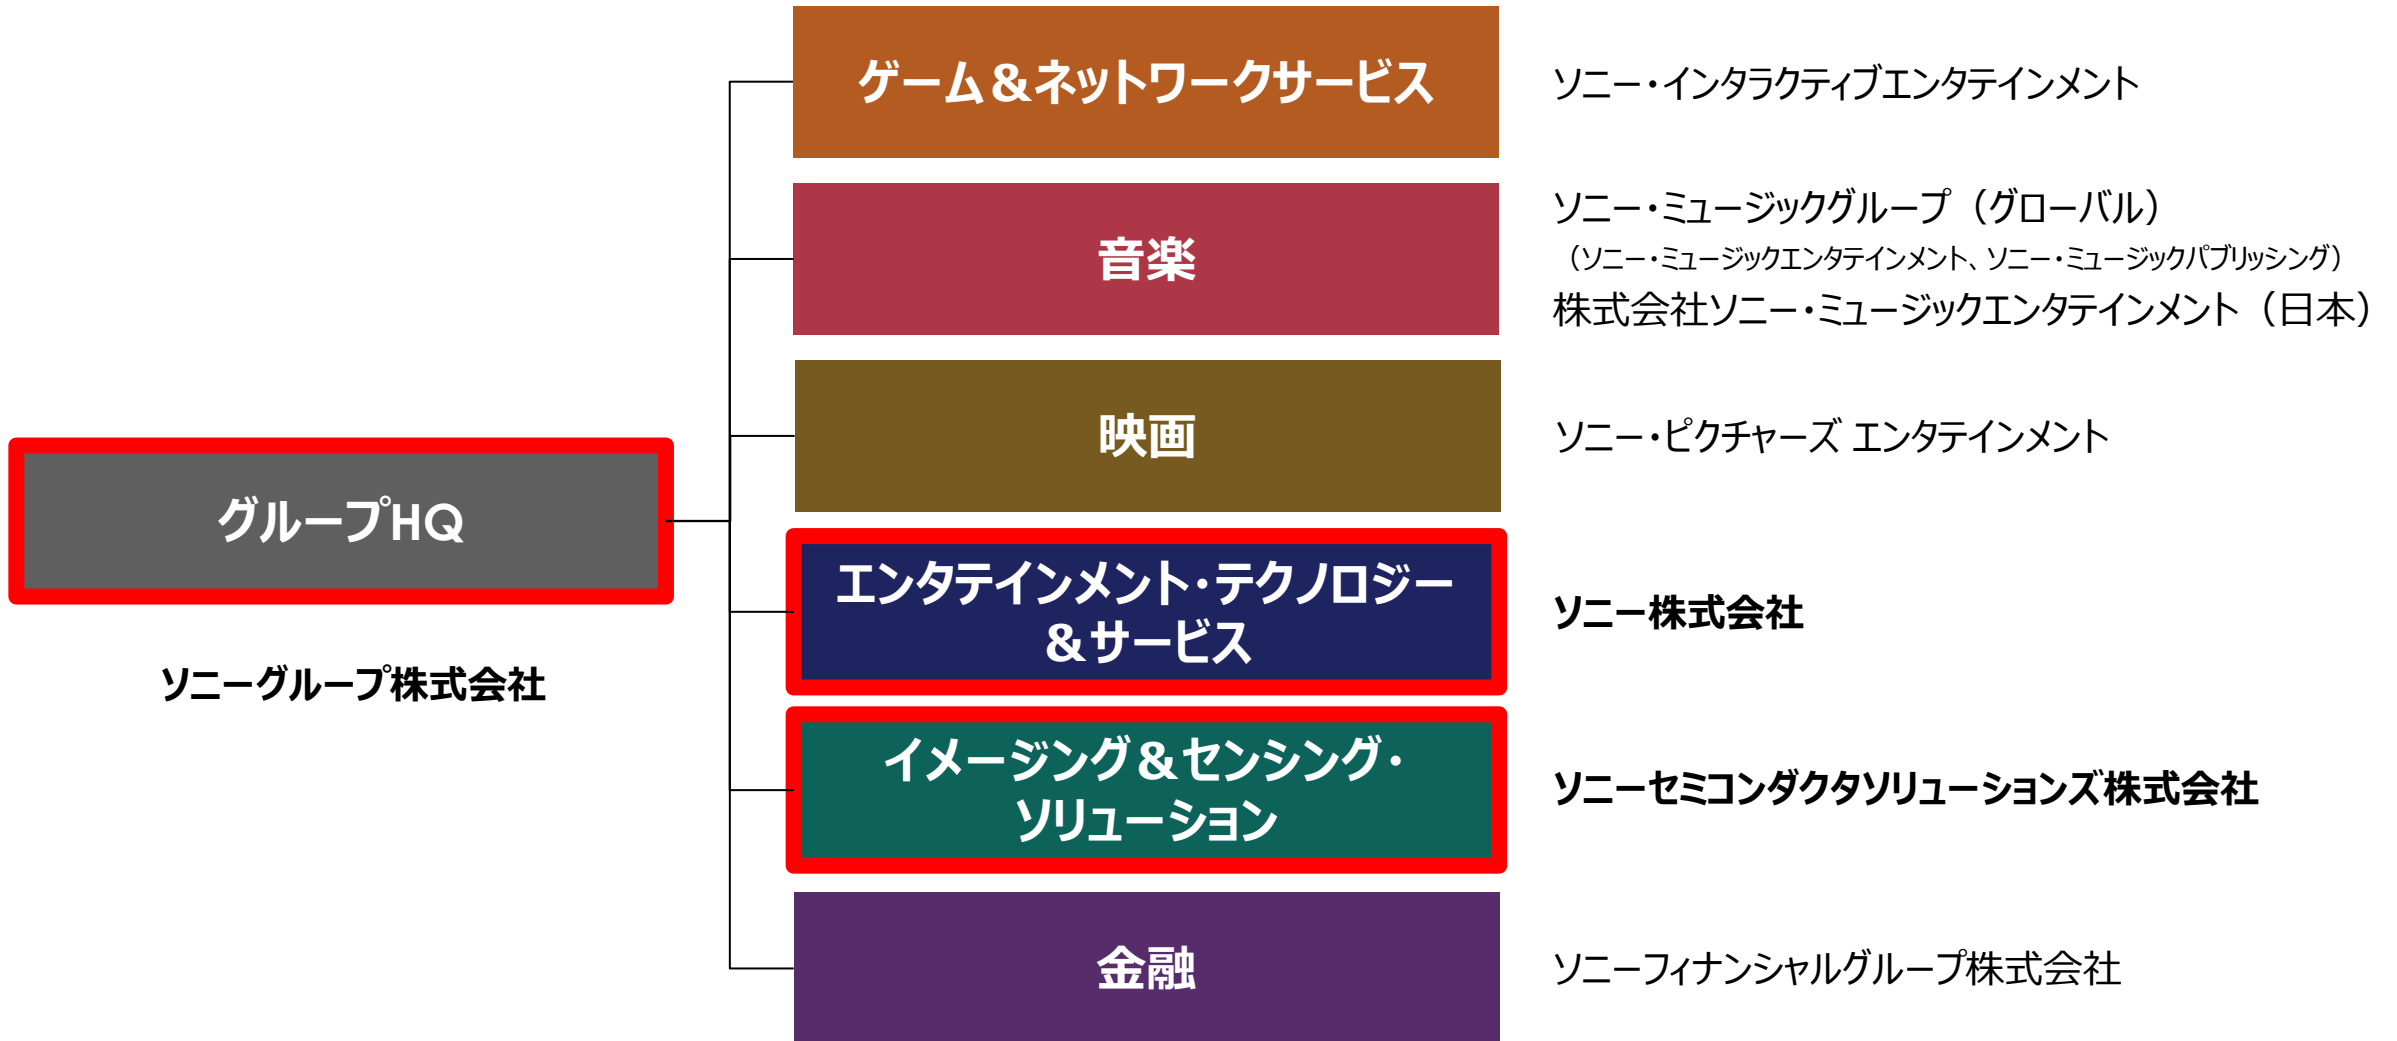 ゲーム＆ネットワークサービス
ソニー・インタラクティブエンタテインメント
音楽
ソニー・ミュージックグループ（グローバル）
（ソニー・ミュージックエンタテインメント、ソニー・ミュージックパブリッシング）
株式会社ソニー・ミュージックエンタテインメント（日本）
映画
ソニー・ピクチャーズ エンタテインメント
グループHQ
ソニーグループ株式会社
エンタテインメント・テクノロジー
＆サービス
ソニー株式会社
イメージング＆センシング・
ソリューション
ソニーセミコンダクタソリューションズ株式会社
金融
ソニーフィナンシャルグループ株式会社